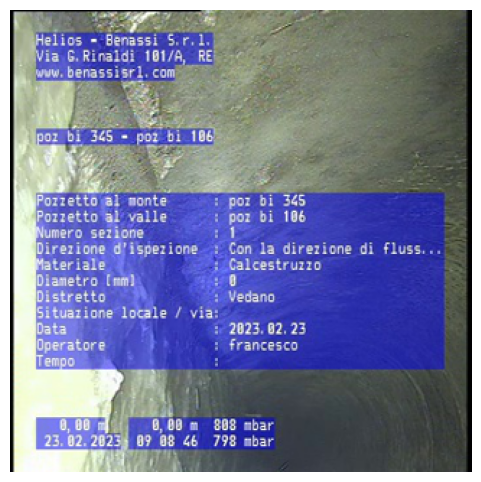 Helios - Benassi S.r.l.
Via G.Rinaldi 101/A, RE
www.benassisrl.com
poz bi 345 - poz bi 106
Pozzetto al monte : poz bi 345
Pozzetto al valle : poz bi 106
Numero sezione : 1
Direzione d'ispezione : Con la direzione di fluss...
Materiale : Calcestruzzo
Diametro [mm] : 0
Distretto : Vedano
Situazione locale / via:
Data : 2023.02.23
Operatore : francesco
Tempo :
0,00 m 0,00 m 808 mbar
23.02.2023 09 08 46 798 mbar